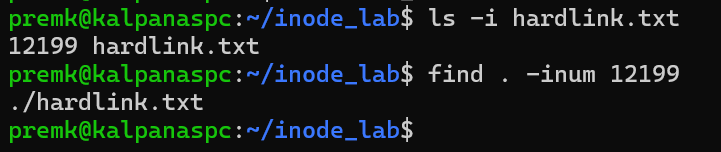 premk@kalpanaspc:~/inode_lab$ ls -i hardlink.txt
12199 hardlink.txt
premk@kalpanaspc:~/inode_lab$ find . -inum 12199
./hardlink.txt
premk@kalpanaspc:~/inode_lab$